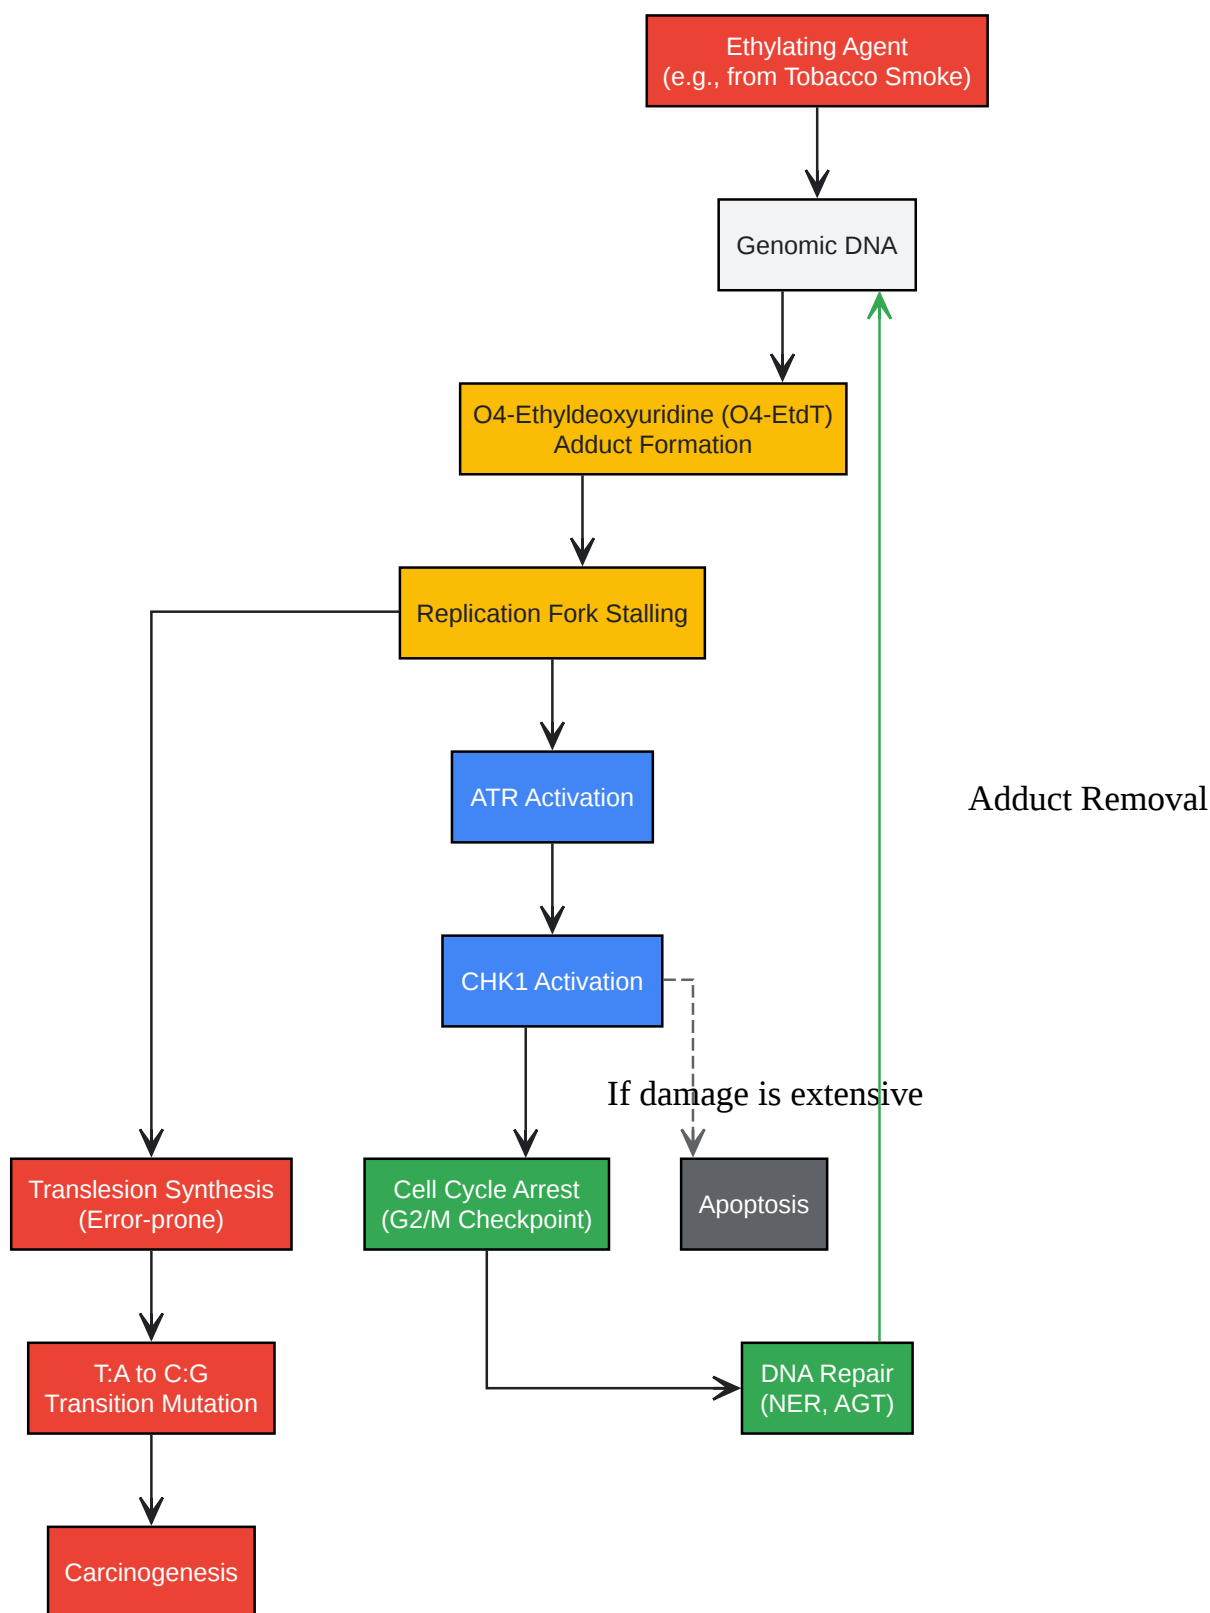 Ethylating Agent
(e.g., from Tobacco Smoke)
Genomic DNA
O4-Ethyldeoxyuridine (O4-EtdT)
Adduct Formation
Replication Fork Stalling
ATR Activation
Adduct Removal
CHK1 Activation
If damage is extensive
Translesion Synthesis
(Error-prone)
Cell Cycle Arrest
(G2/M Checkpoint)
Apoptosis
T:A to C:G
Transition Mutation
DNA Repair
(NER, AGT)
Carcinogenesis